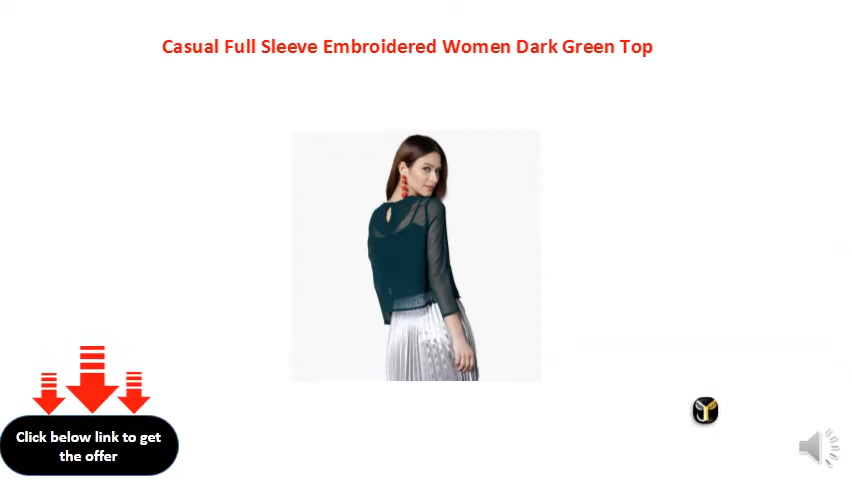 Casual Full Sleeve Embroidered Women Dark Green Top
Click below link to get
the offer